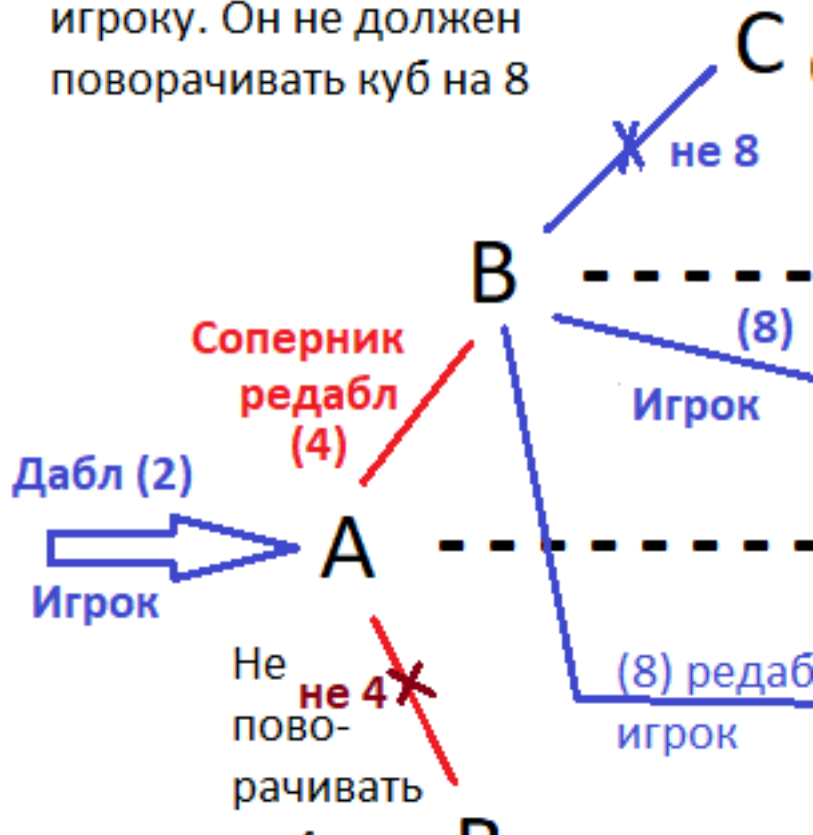 игроку. Он не должен
поворачивать куб на 8
C
не 8
B
(8)
Игрок
Соперник
редабл
(4)
Дабл (2)
A
Игрок
Не
не 4
пово-
рачивать
(8) редаб
игрок